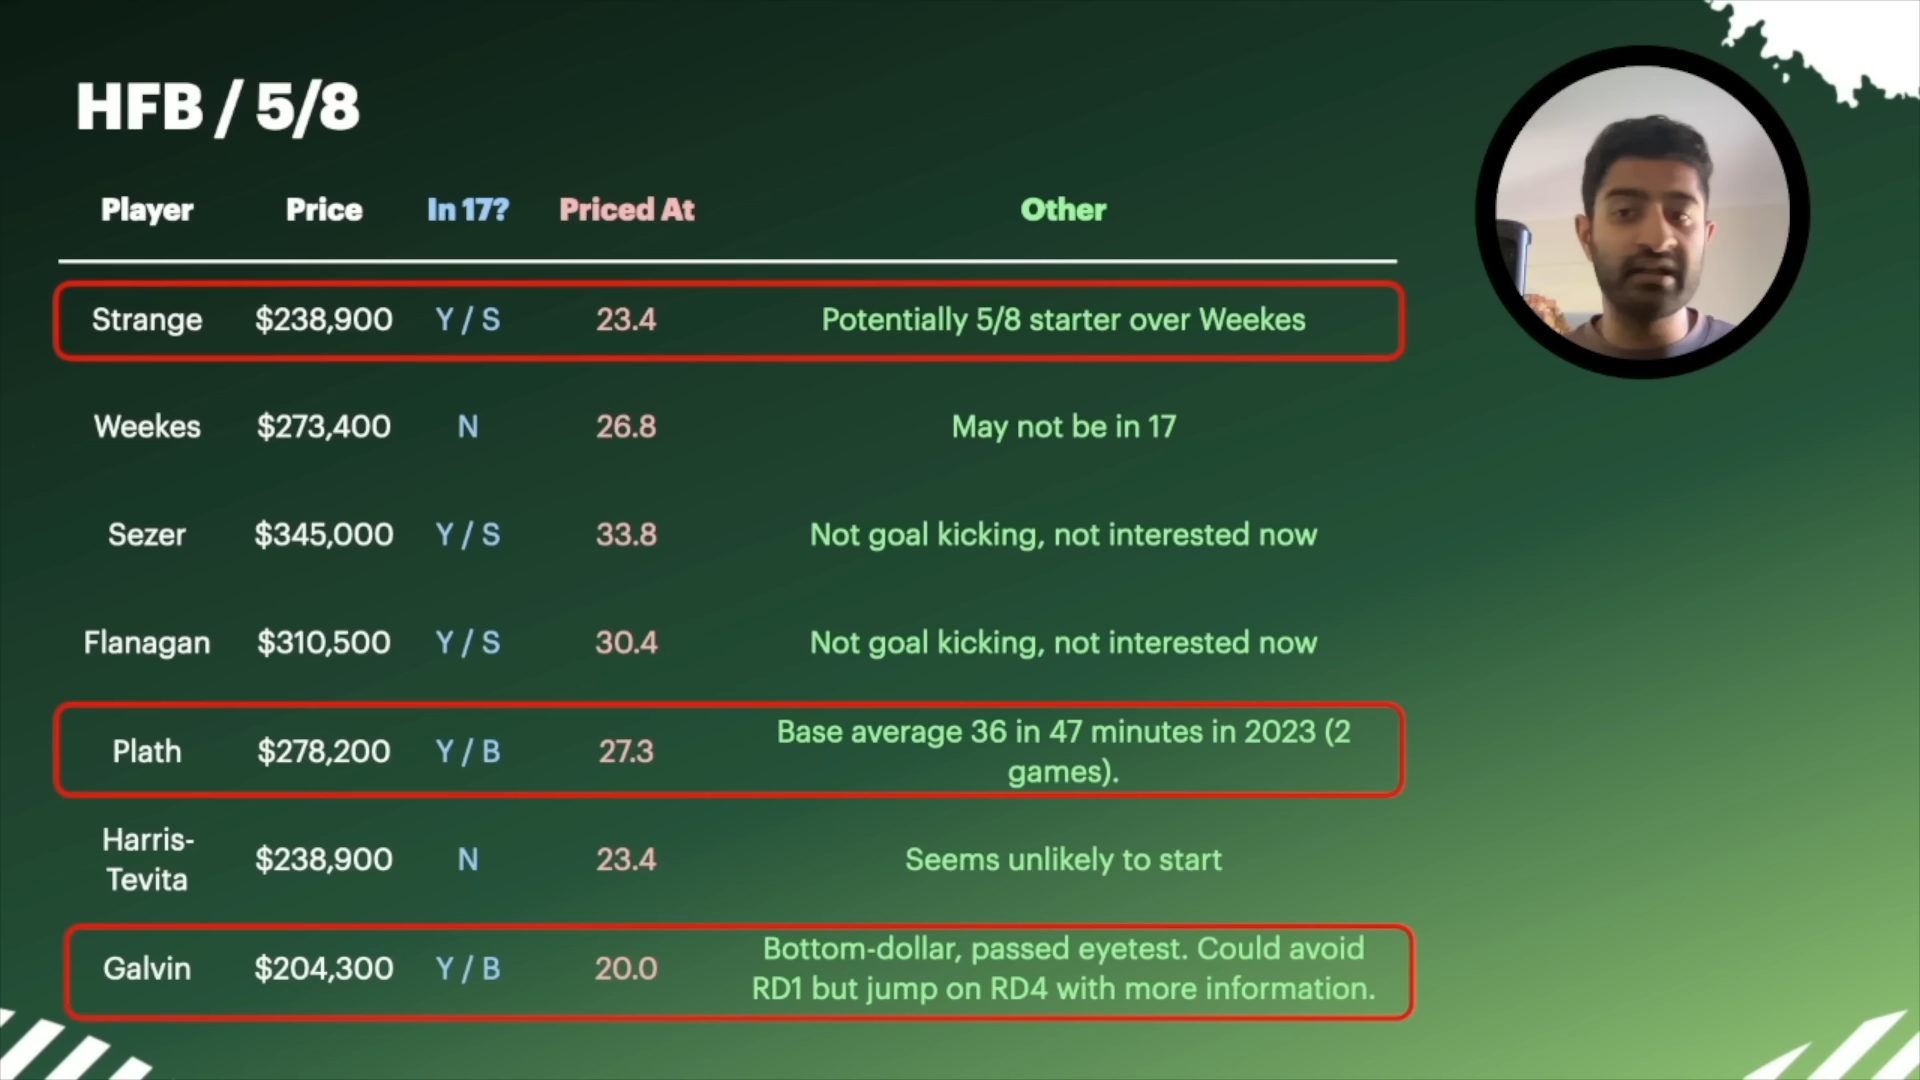 HFB / 5/8
Player Price In 17? Priced At Other
Strange $238,900 Y / S 23.4 Potentially 5/8 starter over Weekes
Weekes $273,400 N 26.8 May not be in 17
Sezer $345,000 Y / S 33.8 Not goal kicking, not interested now
Flanagan $310,500 Y / S 30.4 Not goal kicking, not interested now
Plath $278,200 Y / B 27.3 Base average 36 in 47 minutes in 2023 (2
games).
Harris-
Tevita $238,900 N 23.4 Seems unlikely to start
Galvin $204,300 Y / B 20.0 Bottom-dollar, passed eyetest. Could avoid
RD1 but jump on RD4 with more information.